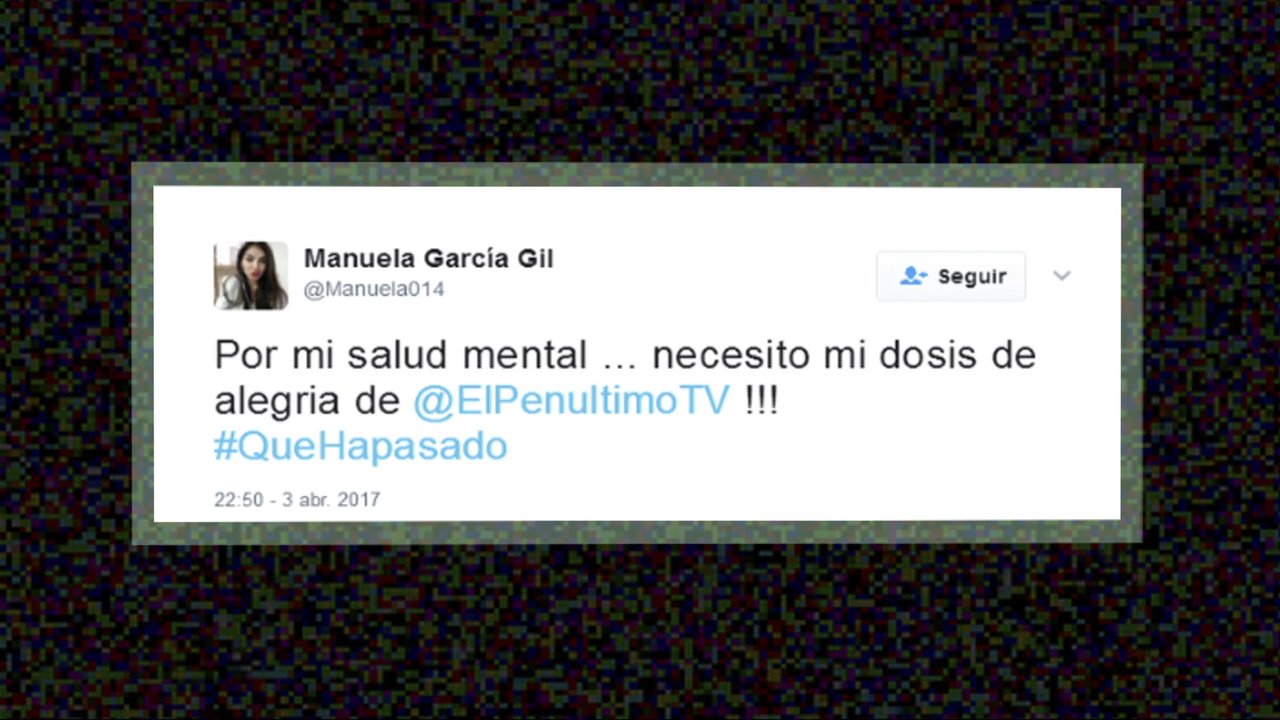 Manuela García Gil
@Manuela014
Seguir
Por mi salud mental ... necesito mi dosis de
alegria de @ElPenultimoTV !!!
#QueHapasado
22:50 - 3 abr. 2017